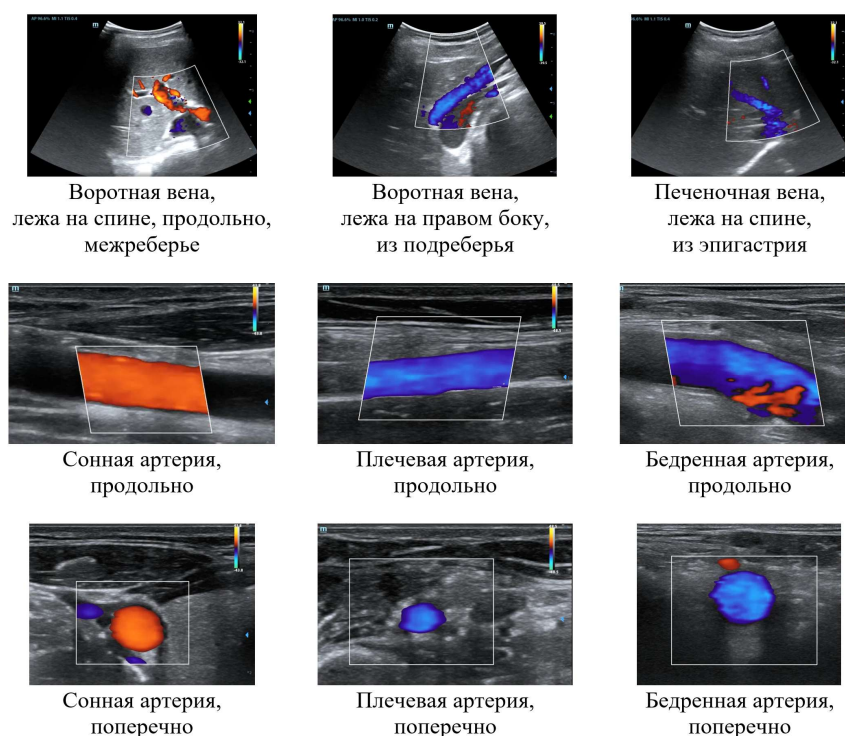 Воротная вена,
лежа на спине, продольно,
межреберье
Воротная вена,
лежа на правом боку,
из подреберья
Печеночная вена,
лежа на спине,
из эпигастрия
Сонная артерия,
продольно
Плечевая артерия,
продольно
Бедренная артерия,
продольно
Сонная артерия,
поперечно
Плечевая артерия,
поперечно
Бедренная артерия,
поперечно